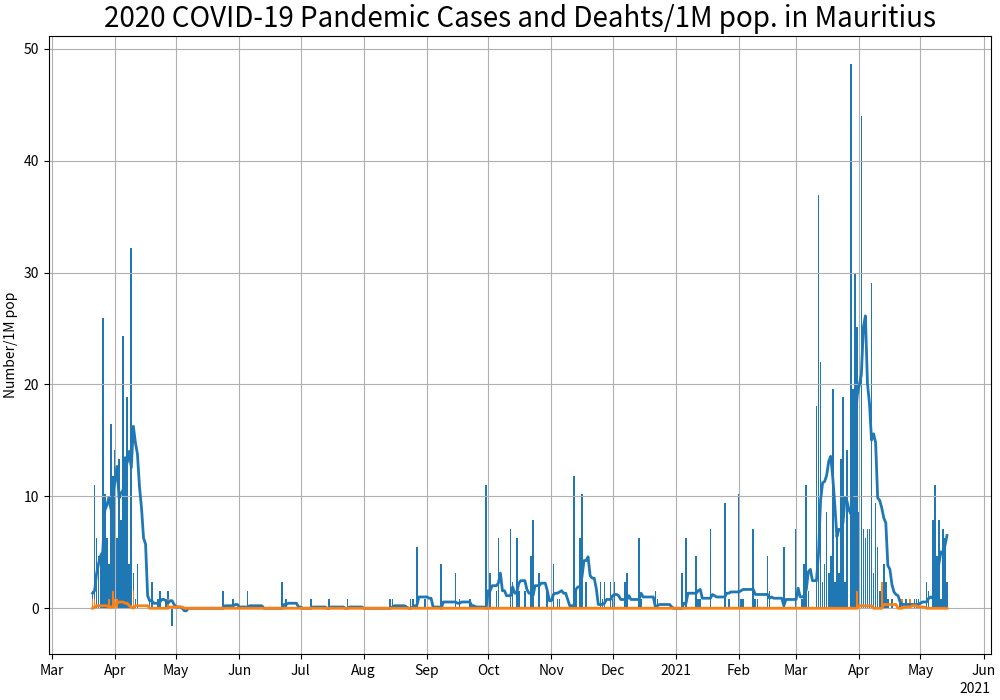 2020 COVID-19 Pandemic Cases and Deahts/1M pop. in Mauritius
Number/1M pop
50
40
30
20
10
0
Mar Apr May Jun Jul Aug Sep Oct Nov Dec 2021 Feb Mar Apr May Jun
2021